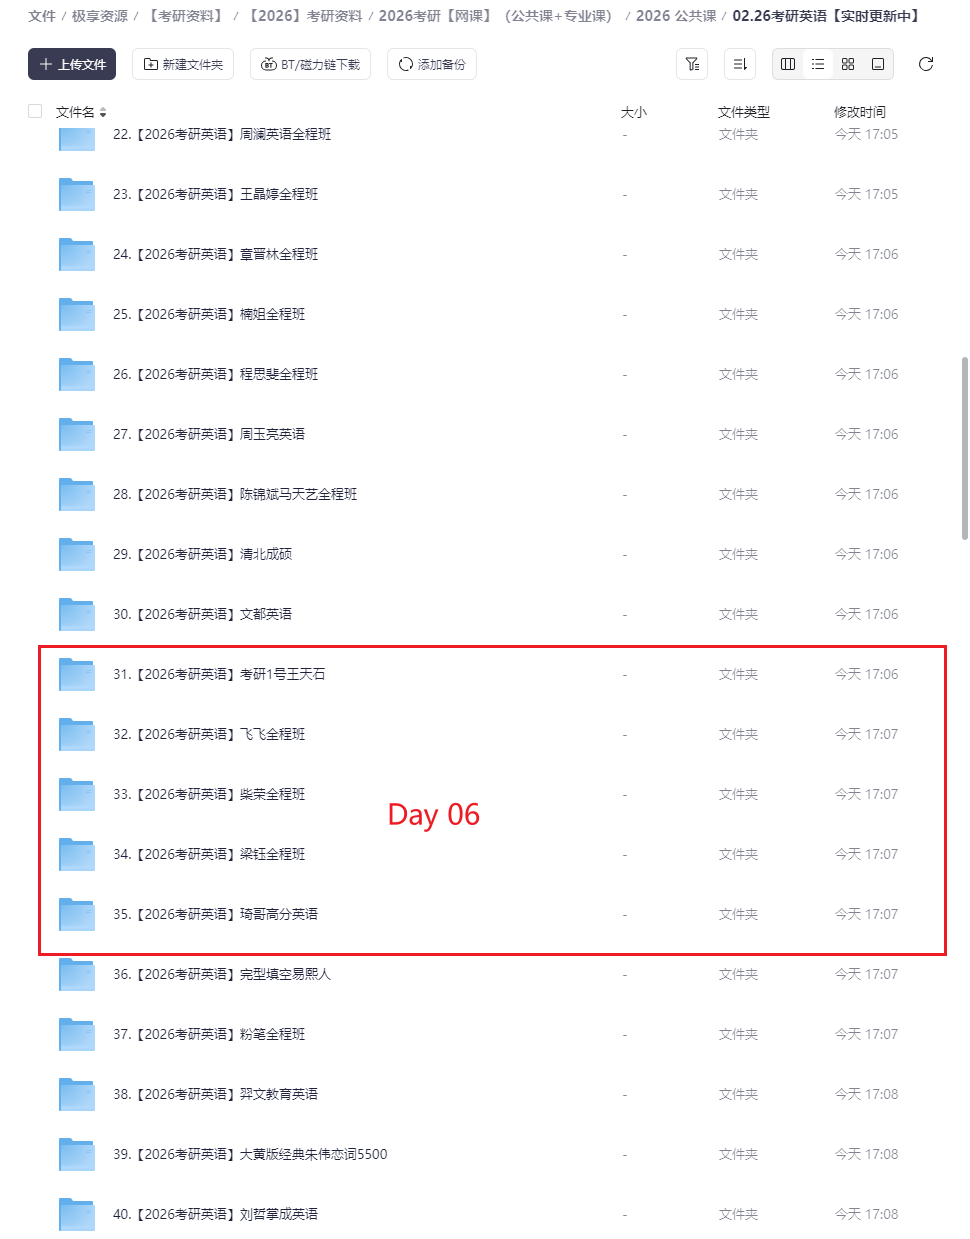 文件 / 极享资源 / 【考研资料】 / 【2026】考研资料 / 2026考研【网课】（公共课+专业课） / 2026 公共课 / 02.26考研英语【实时更新中】
上传文件 新建文件夹 BT/磁力链下载 添加备份
文件名 大小 文件类型 修改时间
22.【2026考研英语】周澜英语全程班 - 文件夹 今天 17:05
23.【2026考研英语】王晶婷全程班 - 文件夹 今天 17:05
24.【2026考研英语】章晋林全程班 - 文件夹 今天 17:06
25.【2026考研英语】楠姐全程班 - 文件夹 今天 17:06
26.【2026考研英语】程思斐全程班 - 文件夹 今天 17:06
27.【2026考研英语】周玉亮英语 - 文件夹 今天 17:06
28.【2026考研英语】陈锦斌马天艺全程班 - 文件夹 今天 17:06
29.【2026考研英语】清北成硕 - 文件夹 今天 17:06
30.【2026考研英语】文都英语 - 文件夹 今天 17:06
31.【2026考研英语】考研1号王天石 - 文件夹 今天 17:06
32.【2026考研英语】飞飞全程班 - 文件夹 今天 17:07
33.【2026考研英语】柴荣全程班 - 文件夹 今天 17:07
Day 06
34.【2026考研英语】梁钰全程班 - 文件夹 今天 17:07
35.【2026考研英语】琦哥高分英语 - 文件夹 今天 17:07
36.【2026考研英语】完型填空易熙人 - 文件夹 今天 17:07
37.【2026考研英语】粉笔全程班 - 文件夹 今天 17:07
38.【2026考研英语】羿文教育英语 - 文件夹 今天 17:08
39.【2026考研英语】大黄版经典朱伟恋词5500 - 文件夹 今天 17:08
40.【2026考研英语】刘哲掌成英语 - 文件夹 今天 17:08